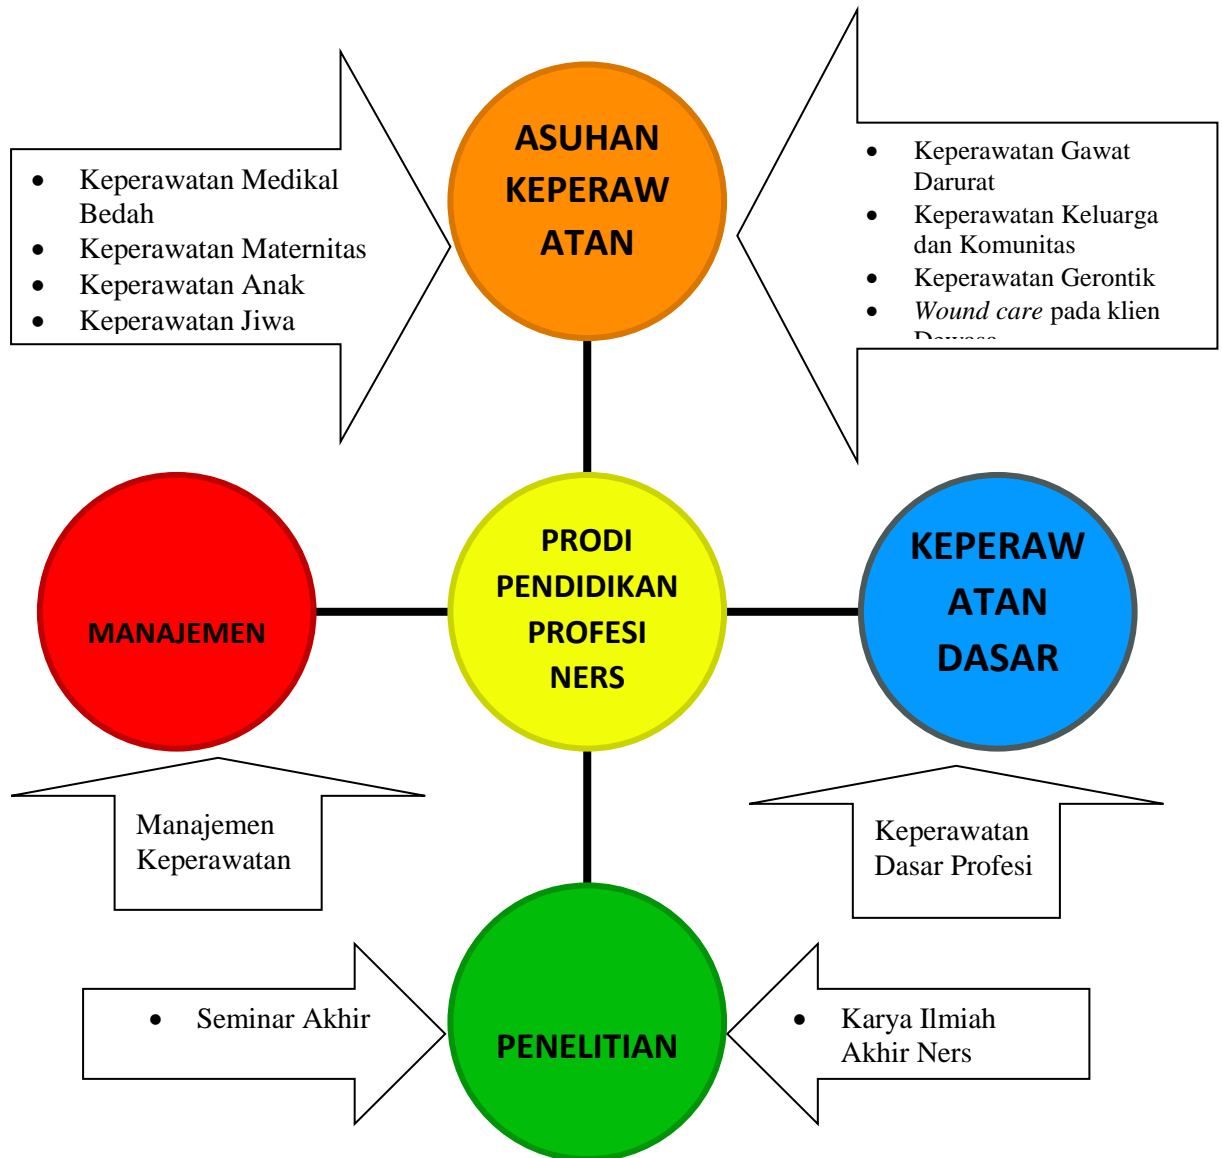 ASUHAN
KEPERAW
ATAN
• Keperawatan Medikal
Bedah
• Keperawatan Maternitas
• Keperawatan Anak
• Keperawatan Jiwa
• Keperawatan Gawat
Darurat
• Keperawatan Keluarga
dan Komunitas
• Keperawatan Gerontik
• Wound care pada klien
Dewasa
MANAJEMEN
PRODI
PENDIDIKAN
PROFESI
NERS
KEPERAW
ATAN
DASAR
Manajemen
Keperawatan
Keperawatan
Dasar Profesi
• Seminar Akhir
PENELITIAN
• Karya Ilmiah
Akhir Ners